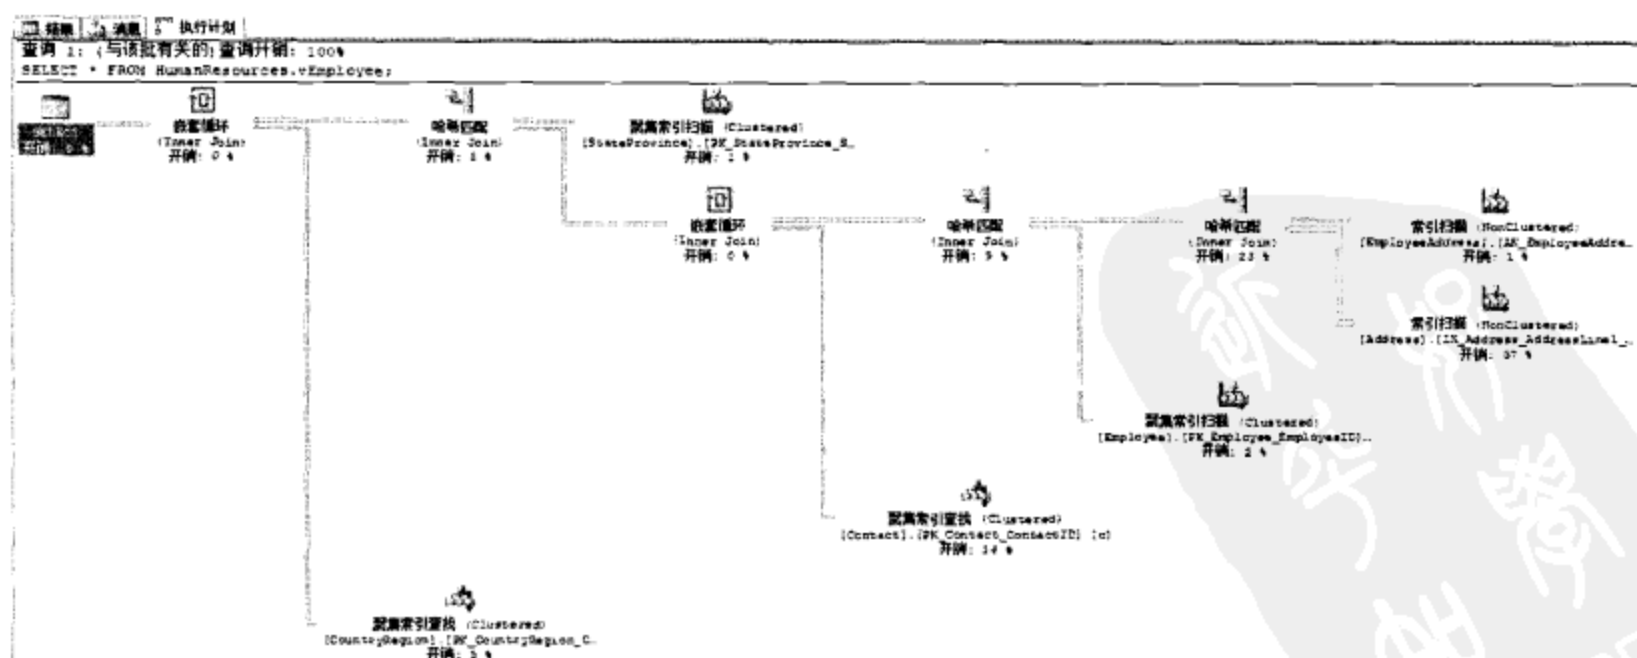 结果 消息 执行计划
查询 1: (与该批有关的) 查询开销: 100%
SELECT * FROM HumanResources.vEmployee;
嵌套循环
(Inner Join)
开销: 0 %
哈希匹配
(Inner Join)
开销:
聚集索引扫描 (Clustered)
[StateProvince].[PK_StateProvince_S…
开销: 1 %
嵌套循环
(Inner Join)
开销: 0 %
哈希匹配
(Inner Join)
开销:
哈希匹配
(Inner Join)
开销: 23 %
索引扫描 (NonClustered)
[EmployeeAddress].[AK_EmployeeAddre…
开销: 1 %
索引扫描 (NonClustered)
[Address].[IX_Address_AddressLine1_…
开销:
聚集索引扫描 (Clustered)
[Employee].[PK_Employee_EmployeeID]…
开销: 2 %
聚集索引查找 (Clustered)
[Contact].[PK_Contact_ContactID] [c]
开销:
聚集索引查找 (Clustered)
[CountryRegion].[PK_CountryRegion_C…
开销: